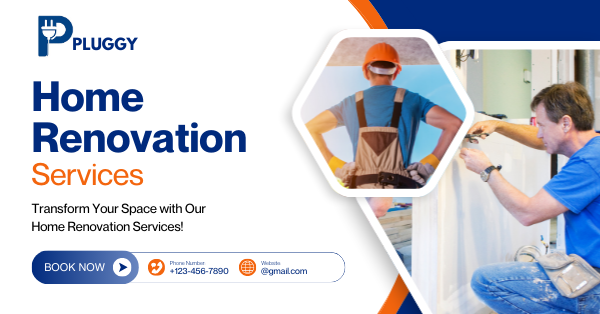 PLUGGY
Home
Renovation
Services
Transform Your Space with Our
Home Renovation Services!
BOOK NOW
Phone Number:
+123-456-7890
Website:
@gmail.com